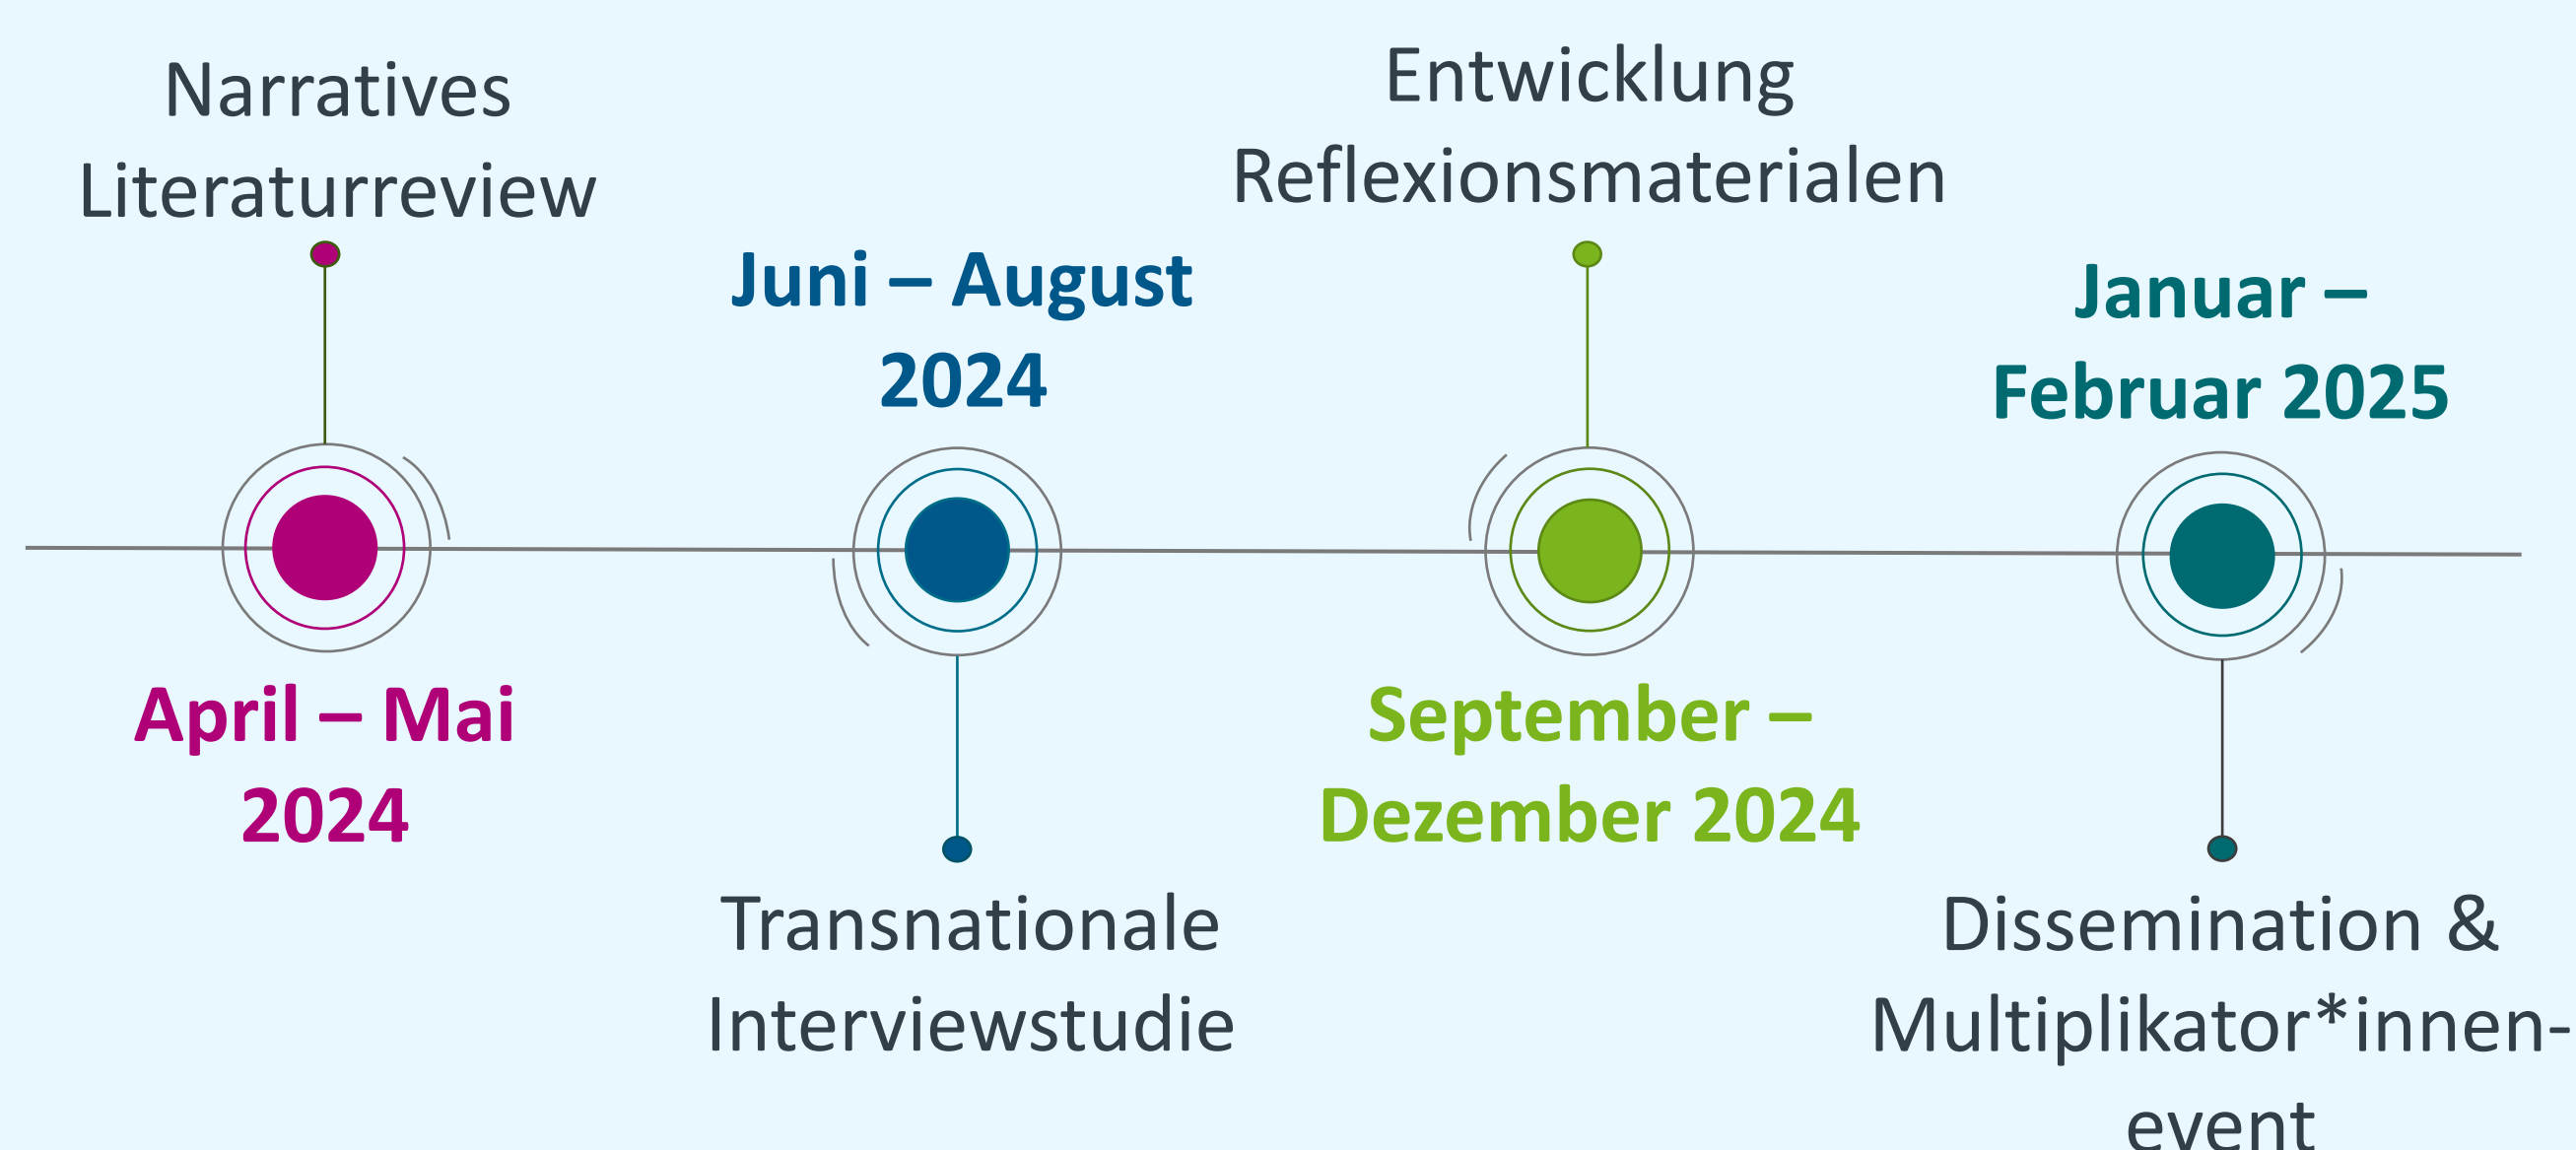 Narratives
Literaturreview
April – Mai
2024
Juni – August
2024
Transnationale
Interviewstudie
Entwicklung
Reflexionsmaterialen
September –
Dezember 2024
Januar –
Februar 2025
Dissemination &
Multiplikator*innen-
event